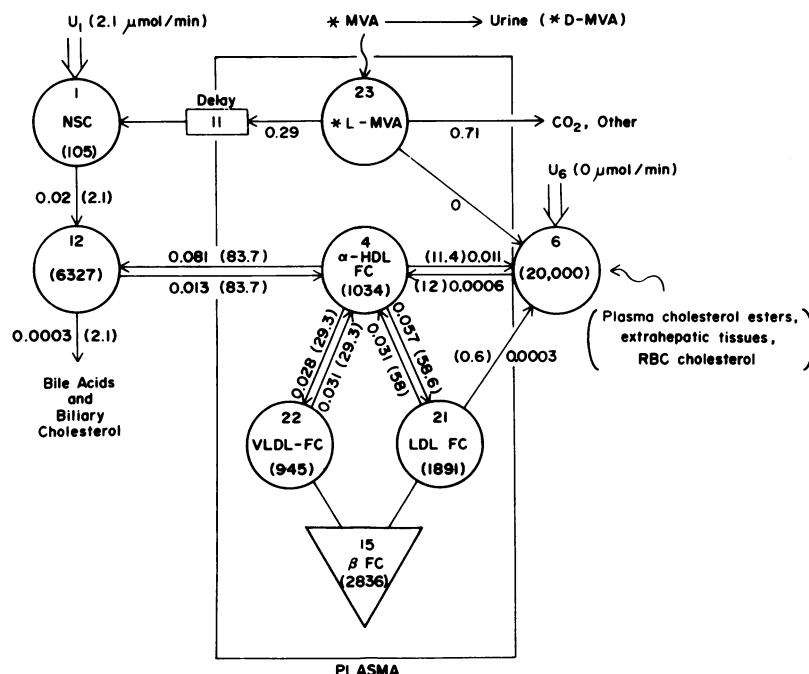 U₁ (2.1 μmol/min)
* MVA
Urine (*D-MVA)
1
NSC
(105)
Delay
11
0.29
23
*L-MVA
0.71
CO₂, Other
0
U₆ (0 μmol/min)
0.02 (2.1)
12
(6327)
0.081 (83.7)
0.013 (83.7)
4
α-HDL
FC
(1034)
(11.4) 0.011
(12) 0.0006
6
(20,000)
0.0003 (2.1)
Bile Acids
and
Biliary
Cholesterol
0.028 (29.3)
0.031 (29.3)
0.057 (58.6)
0.031 (58)
(0.6) 0.0003
(Plasma cholesterol esters,
extrahepatic tissues,
RBC cholesterol)
22
VLDL-FC
(945)
21
LDL FC
(1891)
15
β FC
(2836)
PLASMA